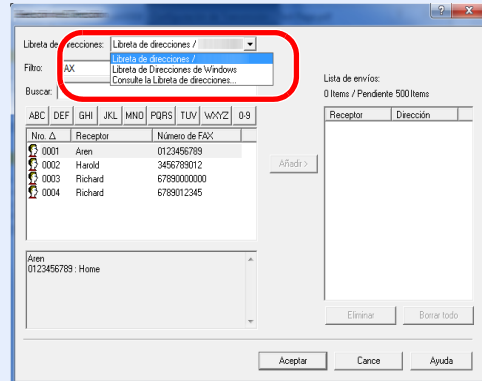 Libreta de direcciones: Libreta de direcciones /
Libreta de direcciones /
Libreta de Direcciones de Windows
Consulte la Libreta de direcciones...
Filtro: AX
Buscar:
ABC DEF GHI JKL MNO PQRS TUV WXYZ 0-9
Nro. △ Receptor Número de FAX
0001 Aren 0123456789
0002 Harold 3456789012
0003 Richard 67890000000
0004 Richard 6789012345
Aren
0123456789 : Home
Añadir >
Lista de envíos:
0 Items / Pendiente 500 Items
Receptor Dirección
Eliminar Borrar todo
Aceptar Cance Ayuda